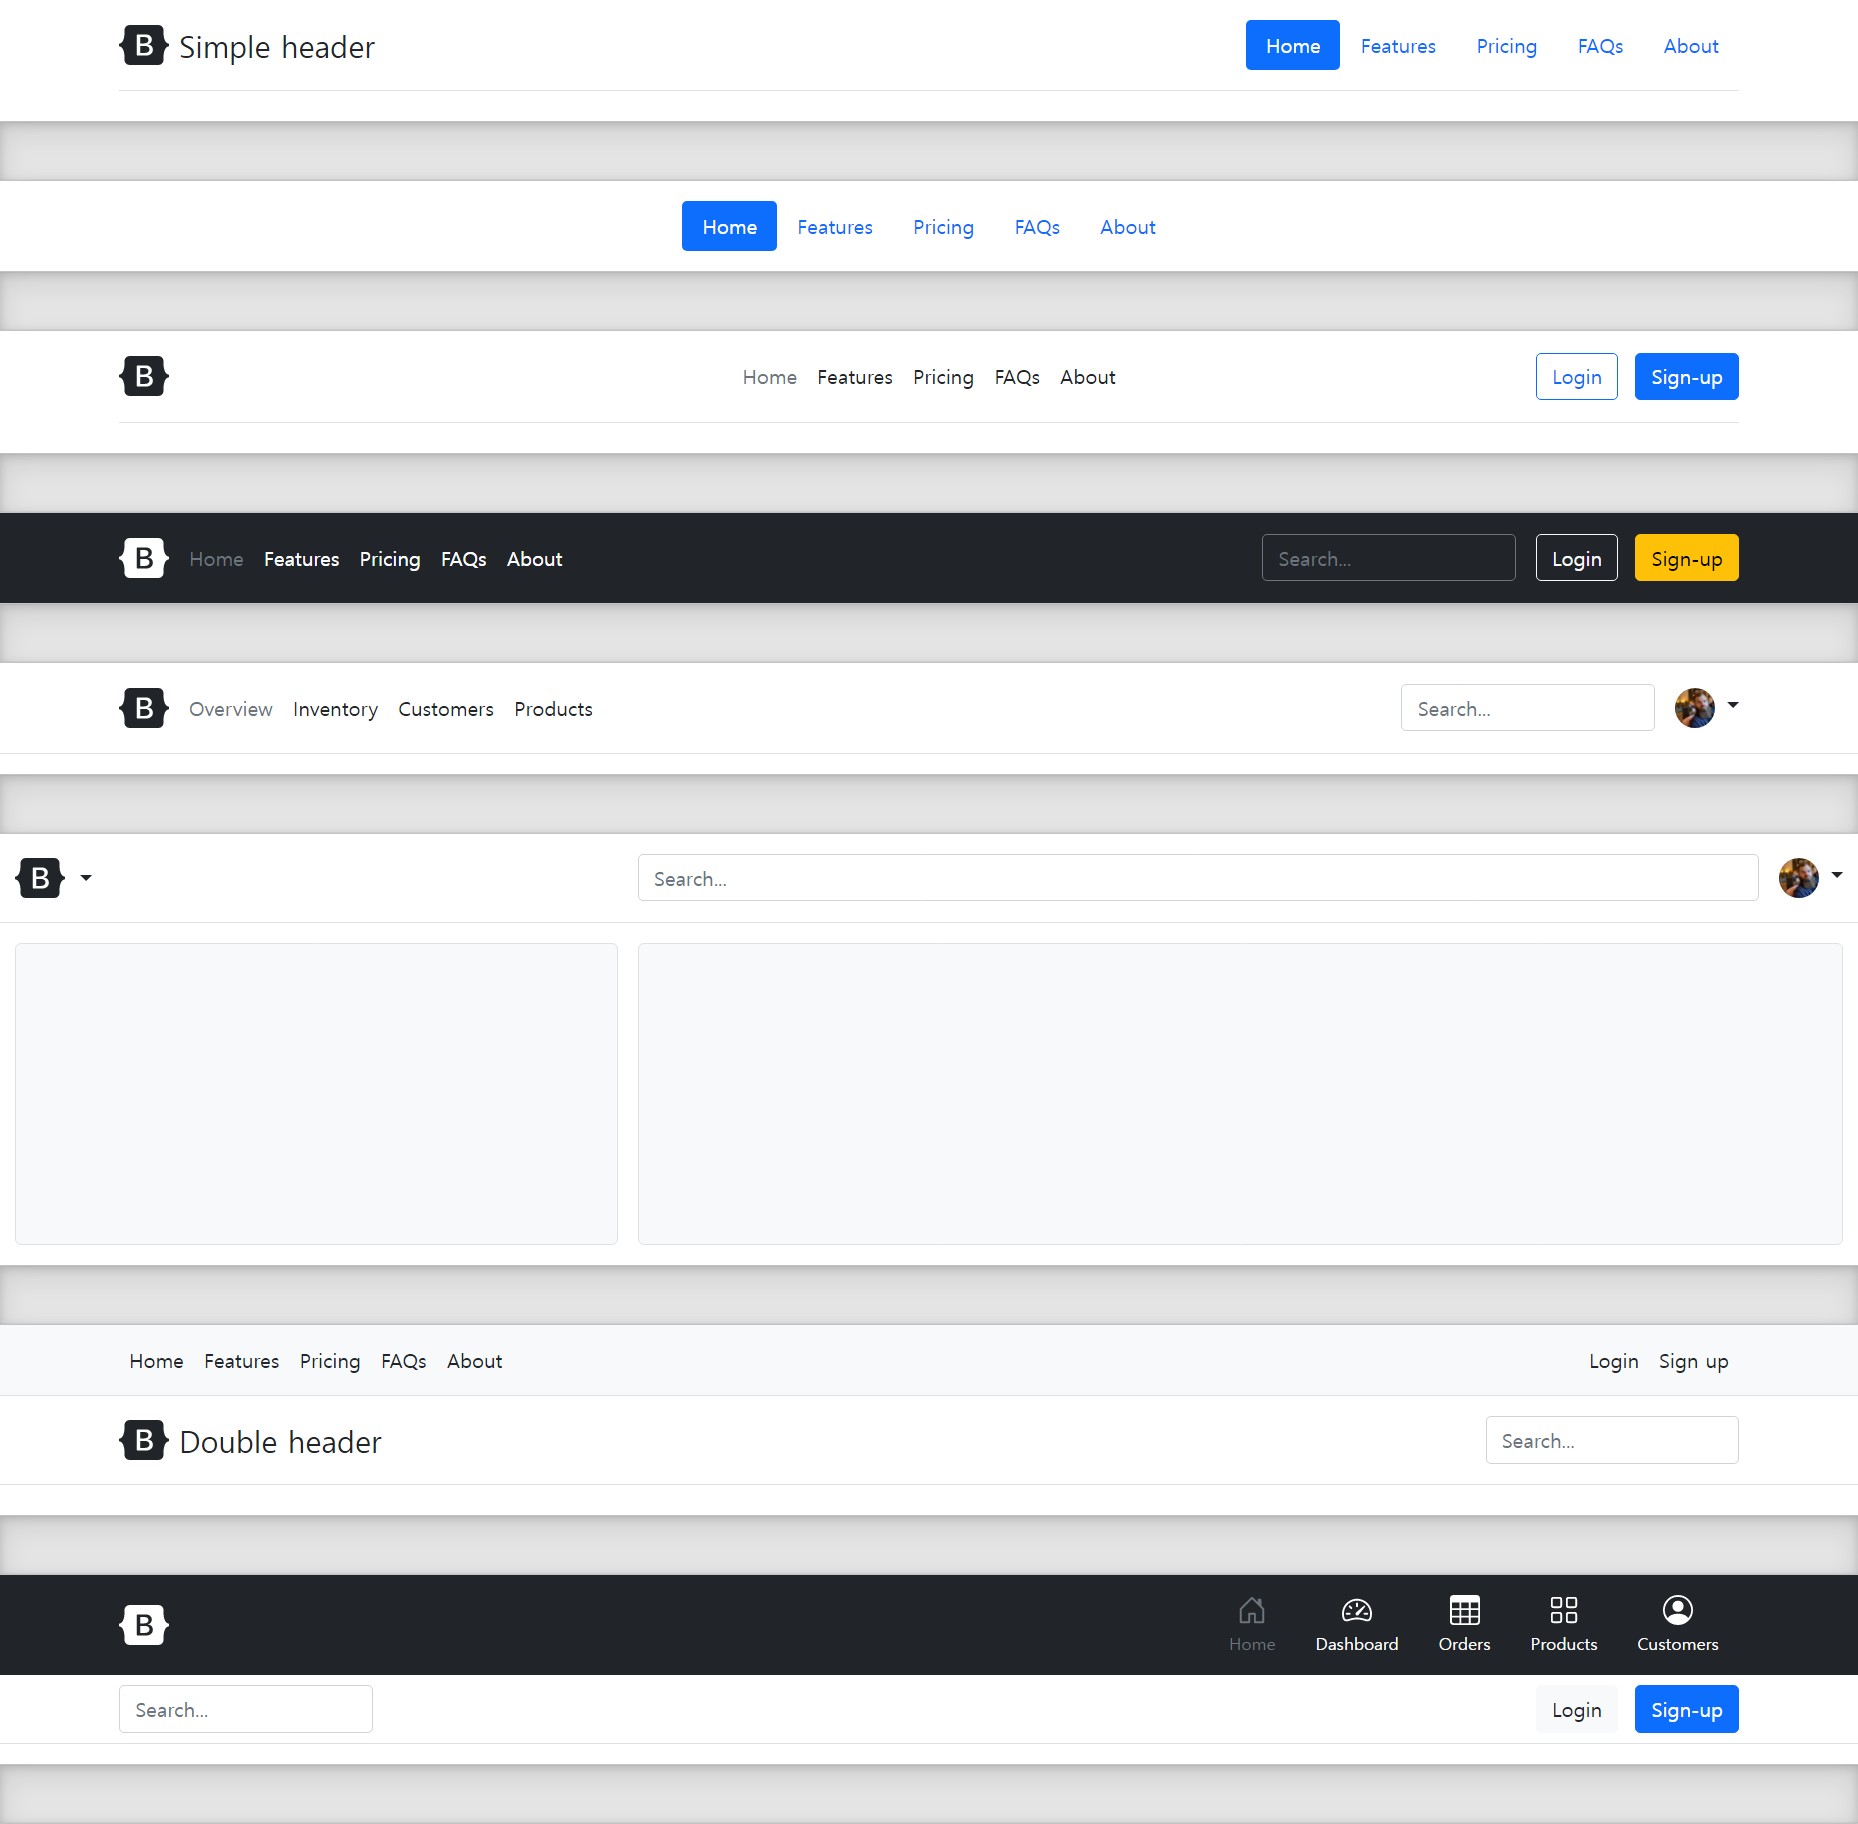 B Simple header Home Features Pricing FAQs About
Home Features Pricing FAQs About
B Home Features Pricing FAQs About Login Sign-up
B Home Features Pricing FAQs About Search... Login Sign-up
B Overview Inventory Customers Products Search...
B Search...
Home Features Pricing FAQs About Login Sign up
B Double header Search...
B Home Dashboard Orders Products Customers
Search... Login Sign-up